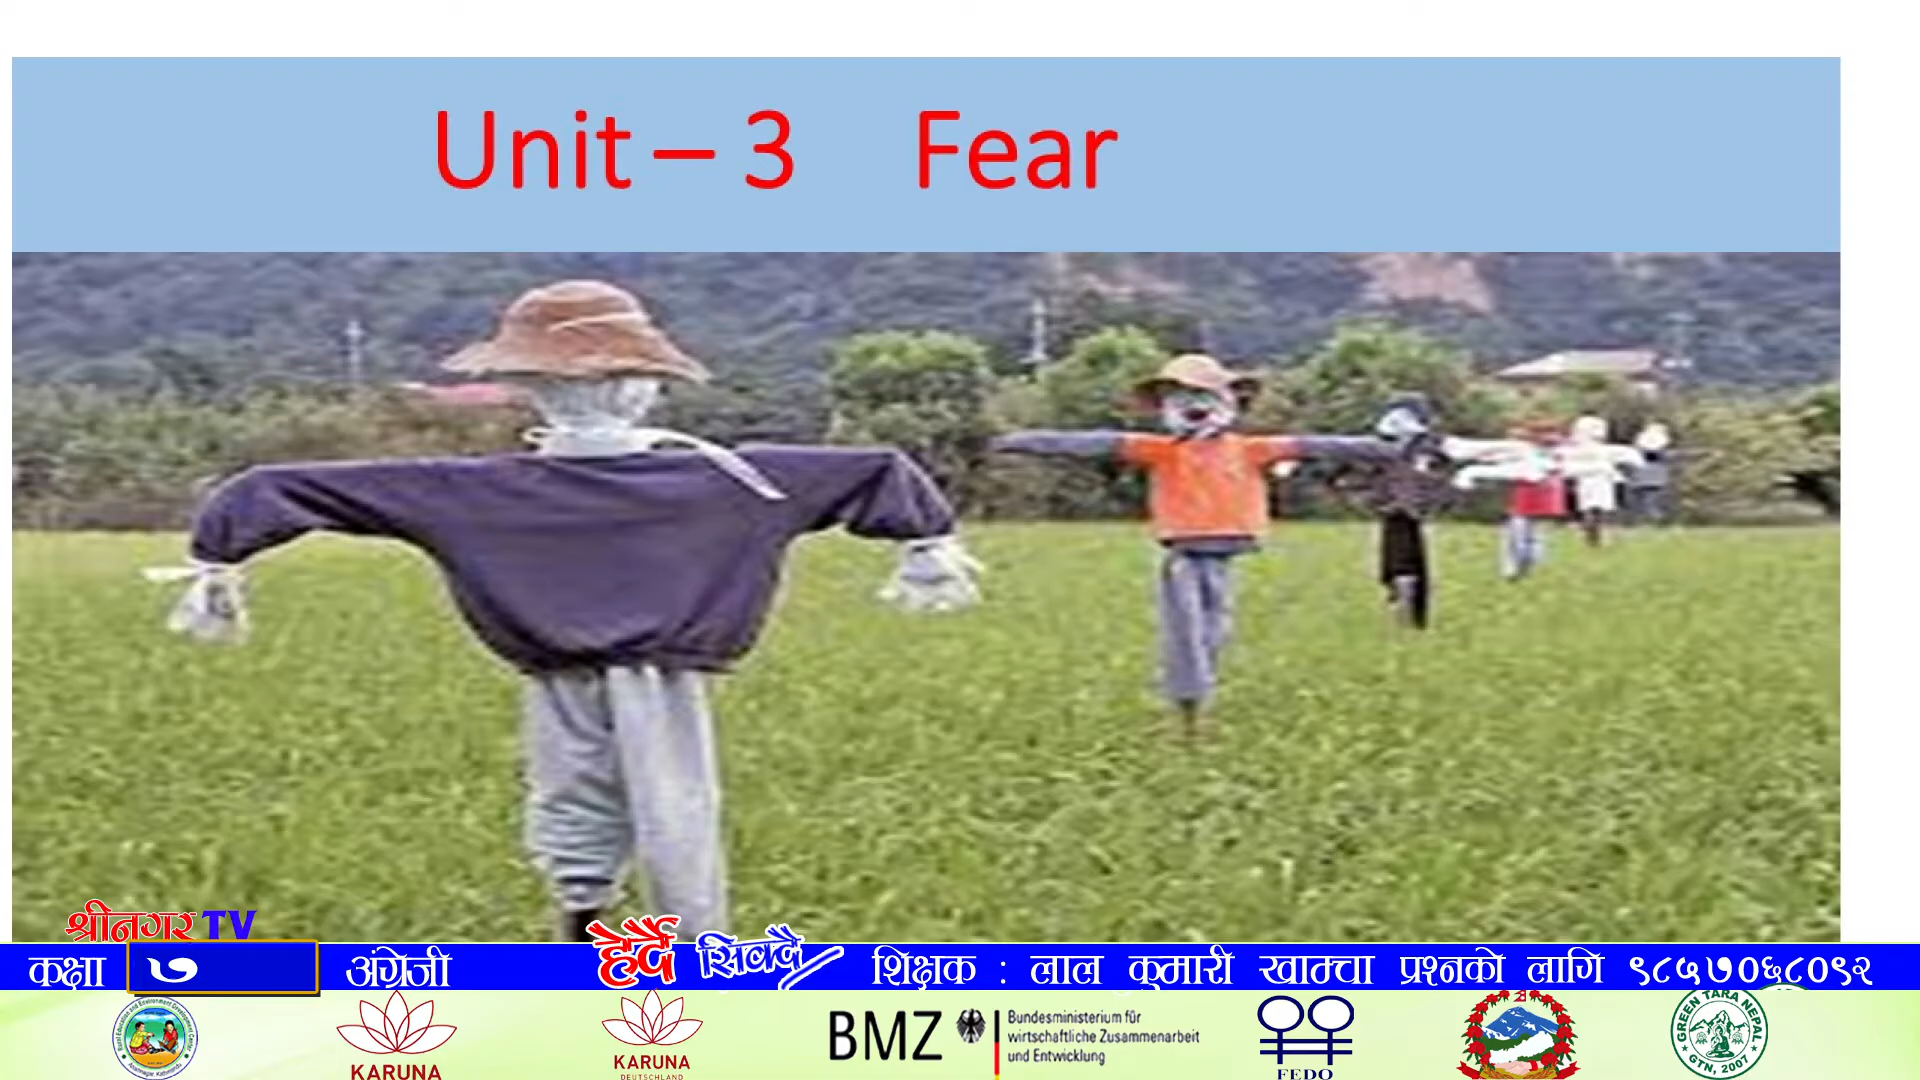 Unit – 3 Fear
श्रीनगर TV
कक्षा ७ अंग्रेजी
हेर्दै सिक्दै
शिक्षक : लाल कुमारी खाम्चा प्रश्नको लागि ९८५७०६८०९२
KARUNA
KARUNA
DEUTSCHLAND
BMZ
Bundesministerium für
wirtschaftliche Zusammenarbeit
und Entwicklung
FEDO
GREEN TARA NEPAL
GTN, 2007